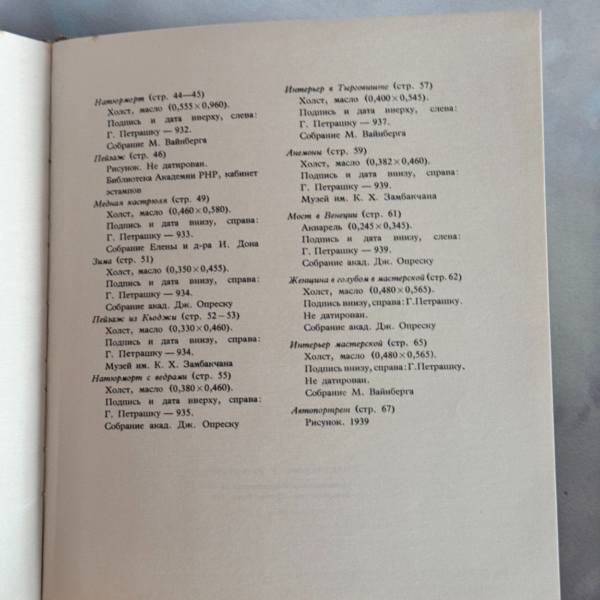 Натюрморт (стр. 44—45)
Холст, масло (0,555×0,960).
Подпись и дата вверху, слева:
Г. Петрашку — 932.
Собрание М. Вайнберга
Пейзаж (стр. 46)
Рисунок. Не датирован.
Библиотека Академии РНР, кабинет
эстампов
Медная кастрюля (стр. 49)
Холст, масло (0,460×0,580).
Подпись и дата внизу, справа:
Г. Петрашку — 933.
Собрание Елены и д-ра И. Дона
Зима (стр. 51)
Холст, масло (0,350×0,455).
Подпись и дата внизу, справа:
Г. Петрашку — 934.
Собрание акад. Дж. Опреску
Пейзаж из Кьоджи (стр. 52—53)
Холст, масло (0,330×0,460).
Подпись и дата внизу, справа:
Г. Петрашку — 934.
Музей им. К. Х. Замбакчана
Натюрморт с ведрами (стр. 55)
Холст, масло (0,380×0,460).
Подпись и дата вверху, справа:
Г. Петрашку — 935.
Собрание акад. Дж. Опреску
Интерьер в Тырговиште (стр. 57)
Холст, масло (0,400×0,545).
Подпись и дата вверху, слева:
Г. Петрашку — 937.
Собрание М. Вайнберга
Анемоны (стр. 59)
Холст, масло (0,382×0,460).
Подпись и дата внизу, справа:
Г. Петрашку — 939.
Музей им. К. Х. Замбакчана
Мост в Венеции (стр. 61)
Акварель (0,245×0,345).
Подпись и дата внизу, слева:
Г. Петрашку — 939.
Собрание акад. Дж. Опреску
Женщина в голубом в мастерской (стр. 62)
Холст, масло (0,480×0,565).
Подпись внизу, справа: Г. Петрашку.
Не датирован.
Собрание акад. Дж. Опреску
Интерьер мастерской (стр. 65)
Холст, масло (0,480×0,565).
Подпись внизу, справа: Г. Петрашку.
Не датирован.
Собрание М. Вайнберга
Автопортрет (стр. 67)
Рисунок. 1939